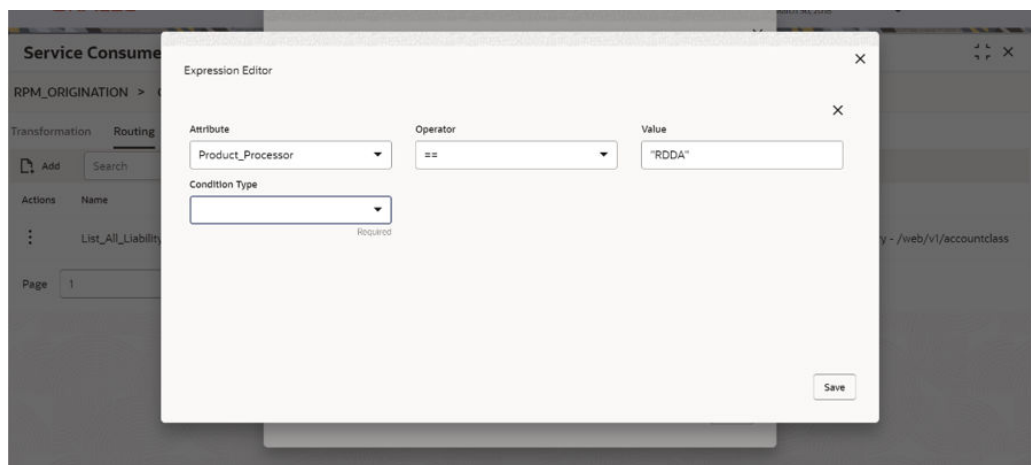 Service Consume
RPM_ORIGINATION >
Transformation Routing
Add Search
Actions Name
List_All_Liability
y - /web/v1/accountclass
Page 1
Expression Editor
Attribute Operator Value
Product_Processor == "RDDA"
Condition Type
Required
Save